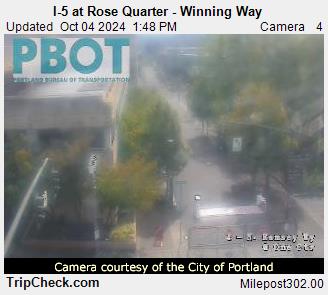 I-5 at Rose Quarter - Winning Way
Updated Oct 04 2024 1:48 PM Camera 4
PBOT
PORTLAND BUREAU OF TRANSPORTATION
Camera courtesy of the City of Portland
TripCheck.com Milepost302.00